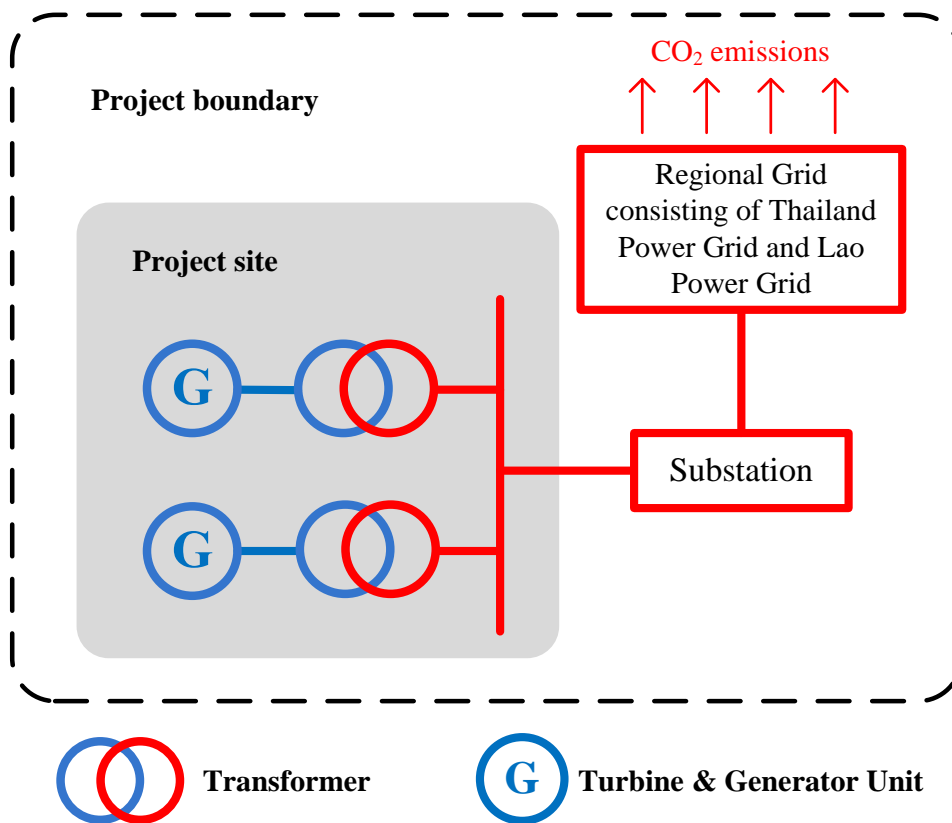 CO₂ emissions
Project boundary
Regional Grid
consisting of Thailand
Power Grid and Lao
Power Grid
Project site
G
Substation
G
Transformer
G
Turbine & Generator Unit